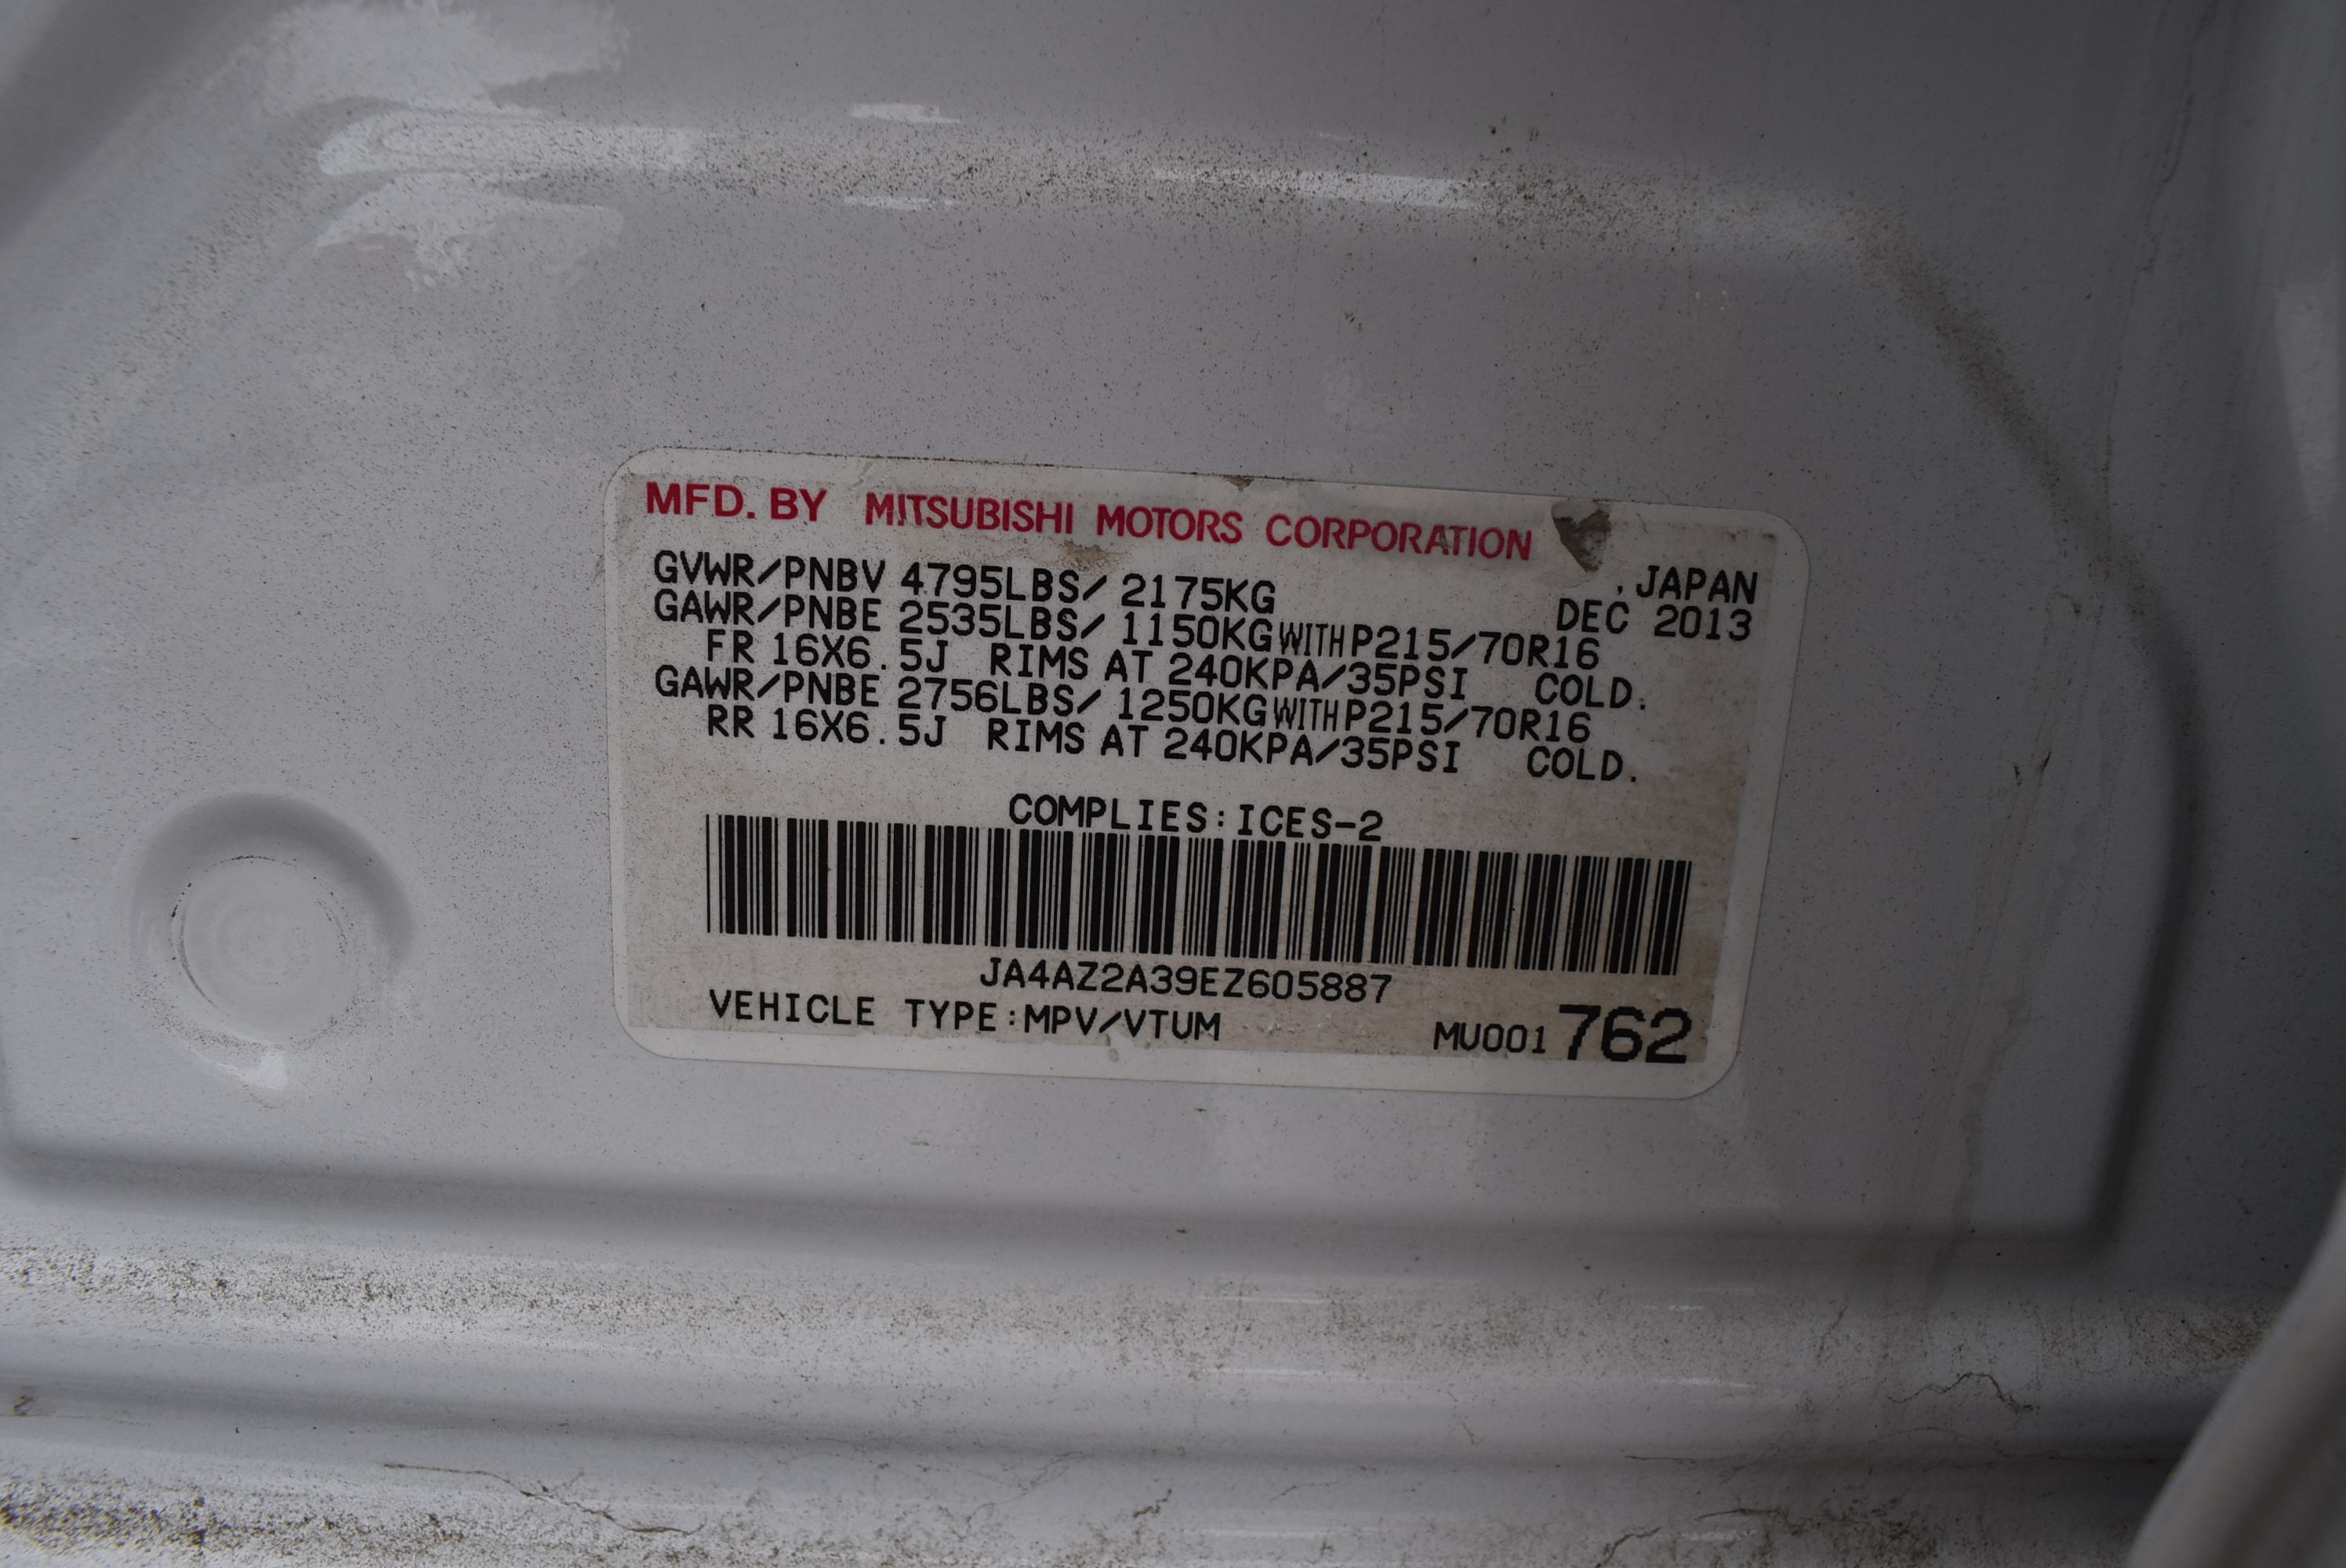 MFD. BY MITSUBISHI MOTORS CORPORATION
, JAPAN
GVWR/PNBV 4795LBS/ 2175KG DEC 2013
GAWR/PNBE 2535LBS/ 1150KG WITH P215/70R16
FR 16X6.5J RIMS AT 240KPA/35PSI COLD.
GAWR/PNBE 2756LBS/ 1250KG WITH P215/70R16
RR 16X6.5J RIMS AT 240KPA/35PSI COLD.
COMPLIES:ICES-2
JA4AZ2A39EZ605887
VEHICLE TYPE:MPV/VTUM MU001 762